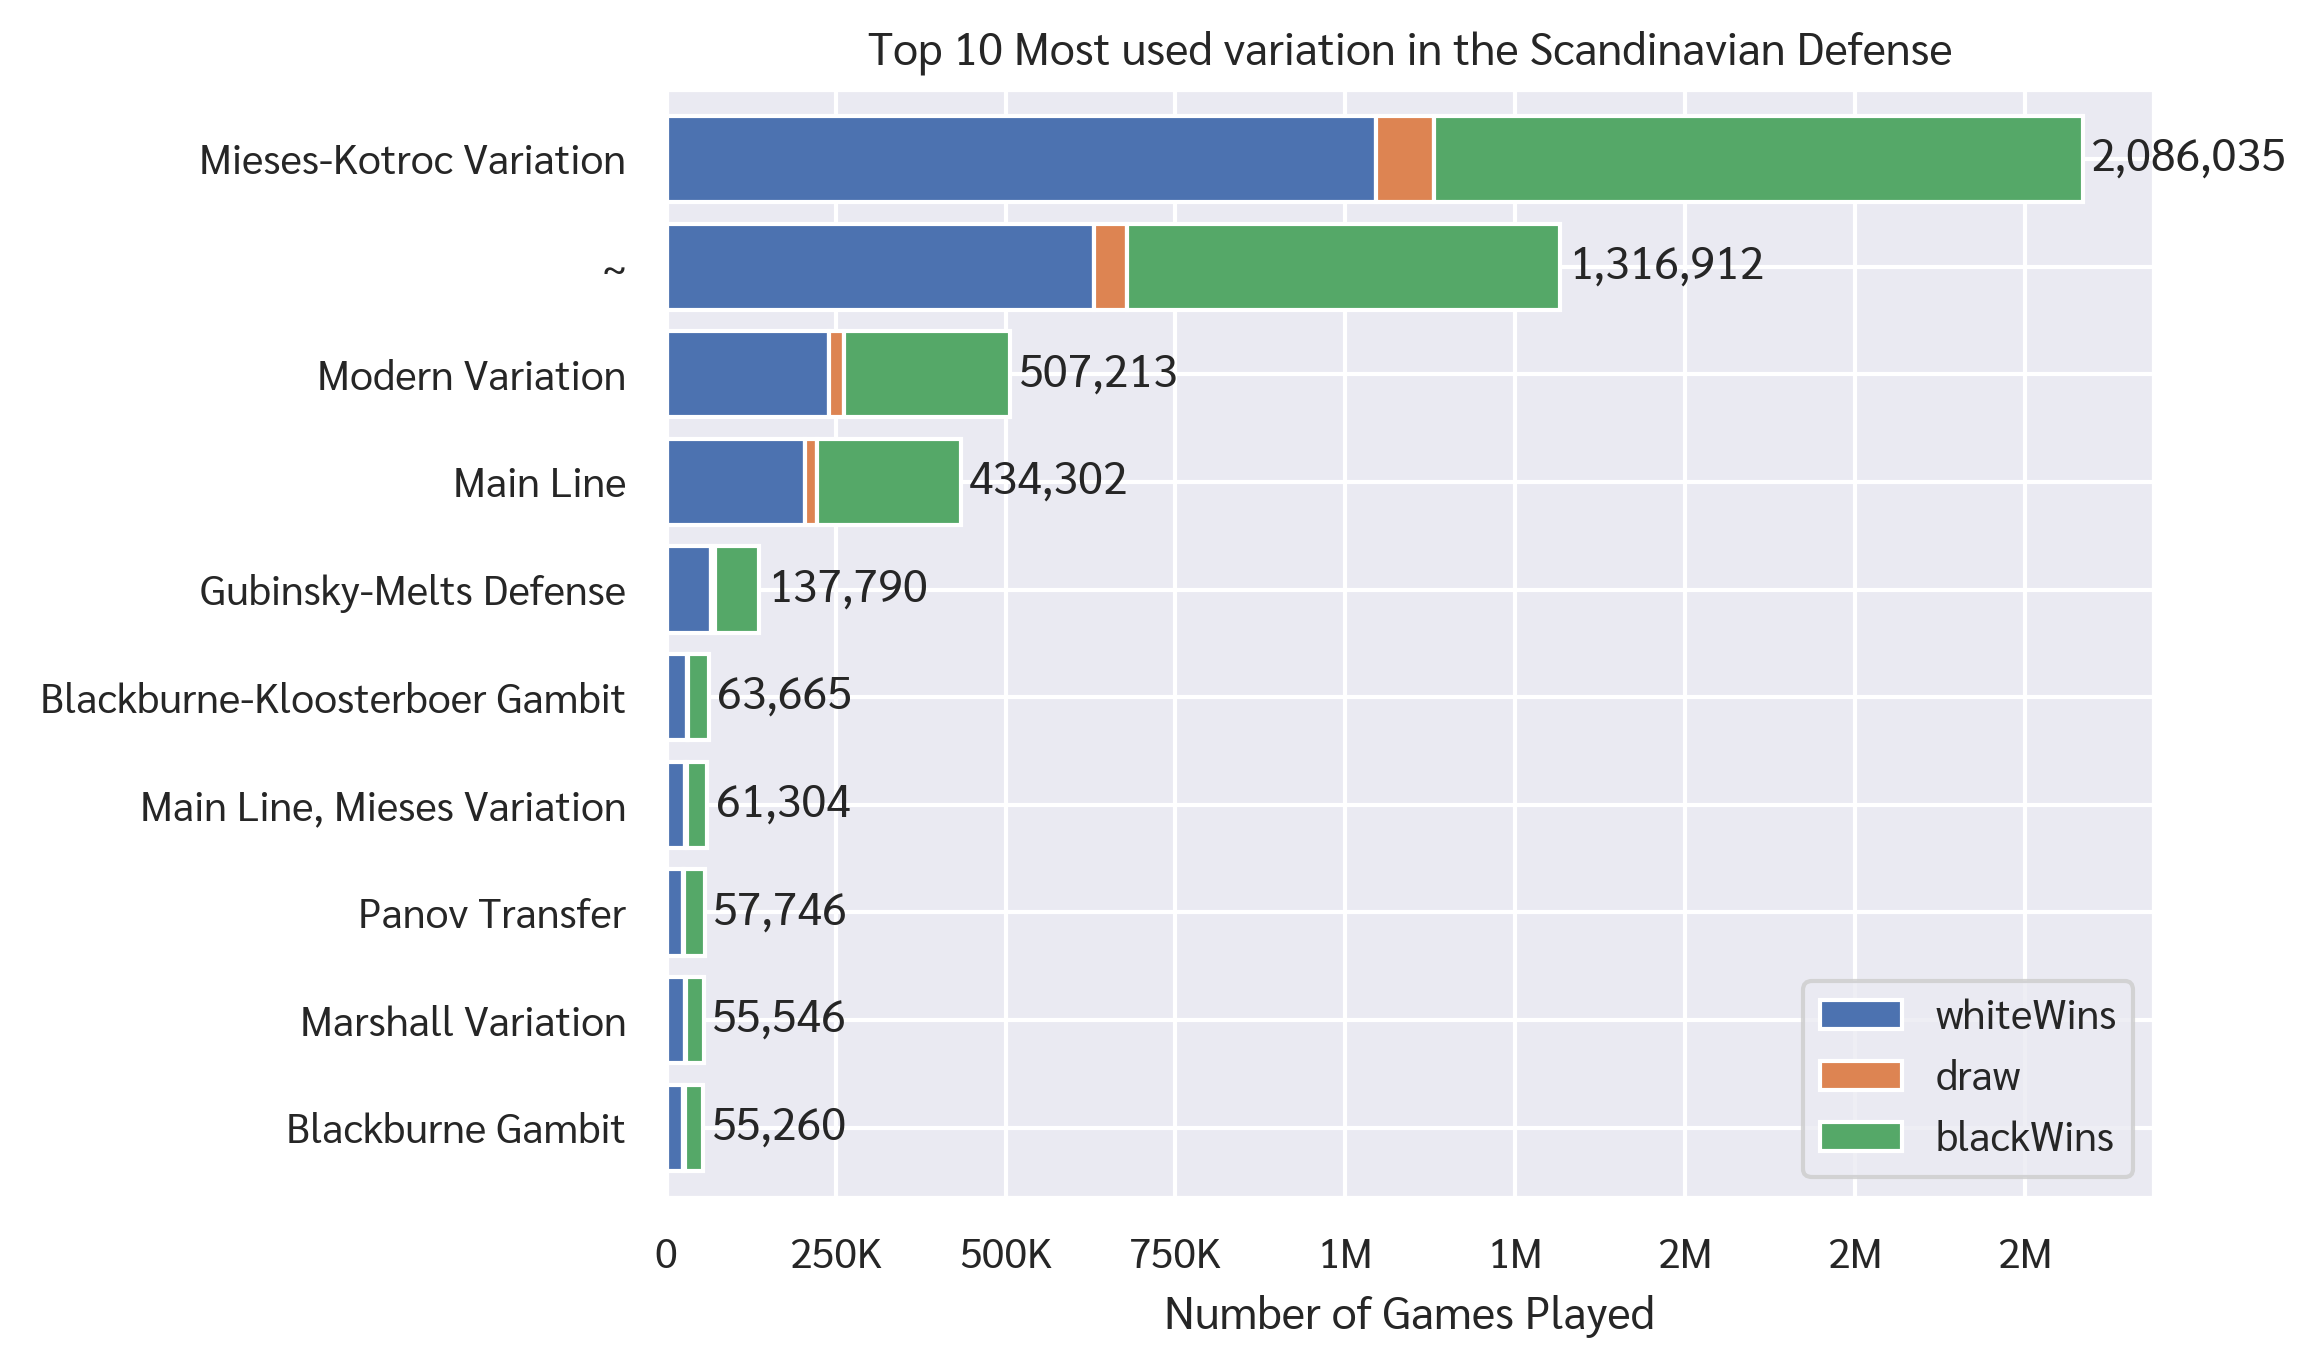 Top 10 Most used variation in the Scandinavian Defense
Mieses-Kotroc Variation 2,086,035
~ 1,316,912
Modern Variation 507,213
Main Line 434,302
Gubinsky-Melts Defense 137,790
Blackburne-Kloosterboer Gambit 63,665
Main Line, Mieses Variation 61,304
Panov Transfer 57,746
Marshall Variation 55,546
Blackburne Gambit 55,260
whiteWins
draw
blackWins
0 250K 500K 750K 1M 1M 2M 2M 2M
Number of Games Played